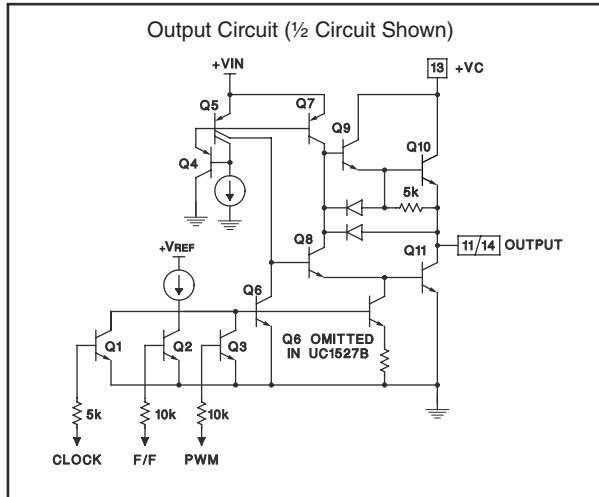 Output Circuit (½ Circuit Shown)
+VIN
13 +VC
Q5
Q7
Q9
Q10
Q4
5k
+VREF
Q8
11/14 OUTPUT
Q11
Q6
Q1
Q2
Q3
Q6 OMITTED
IN UC1527B
5k
10k
10k
CLOCK
F/F
PWM